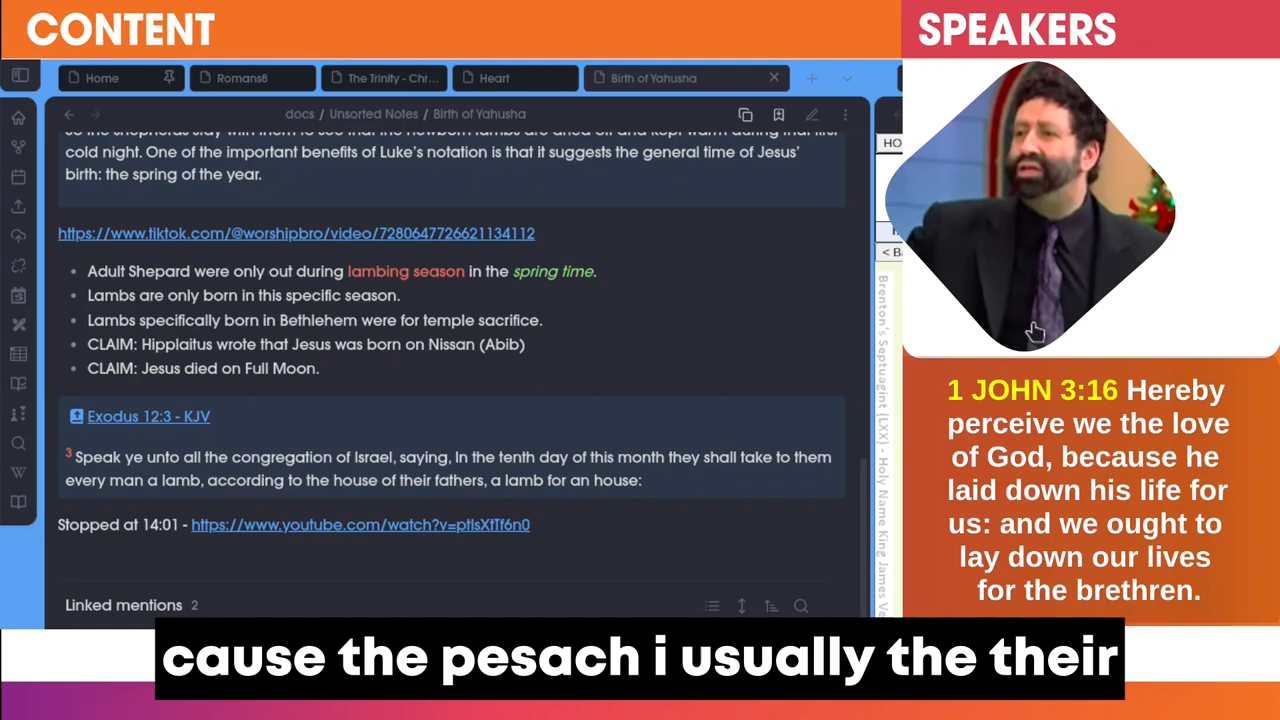 CONTENT
SPEAKERS
Home
Romans8
The Trinity - Chr...
Heart
Birth of Yahusha
docs / Unsorted Notes / Birth of Yahusha
cold night. One of the important benefits of Luke's notation is that it suggests the general time of Jesus'
birth: the spring of the year.
https://www.tiktok.com/@worshipbro/video/7280647726621134112
Adult Shepard were only out during lambing season in the spring time.
Lambs are only born in this specific season.
Lambs specifically born in Bethlehem were for temple sacrifice.
CLAIM: Hipplaitus wrote that Jesus was born on Nissan (Abib)
CLAIM: Jesus died on Full Moon.
Exodus 12:3 - KJV
3 Speak ye unto all the congregation of Israel, saying, In the tenth day of this month they shall take to them
every man a lamb, according to the house of their fathers, a lamb for an house:
Stopped at 14:01 - https://www.youtube.com/watch?v=ptlsXfTf6n0
Linked mentions 2
HO
< B
Brenton's Septuagint (LXX) - Holy Name King James Ve
1 JOHN 3:16 Hereby
perceive we the love
of God, because he
laid down his life for
us: and we ought to
lay down our lives
for the brethren.
cause the pesach i usually the their